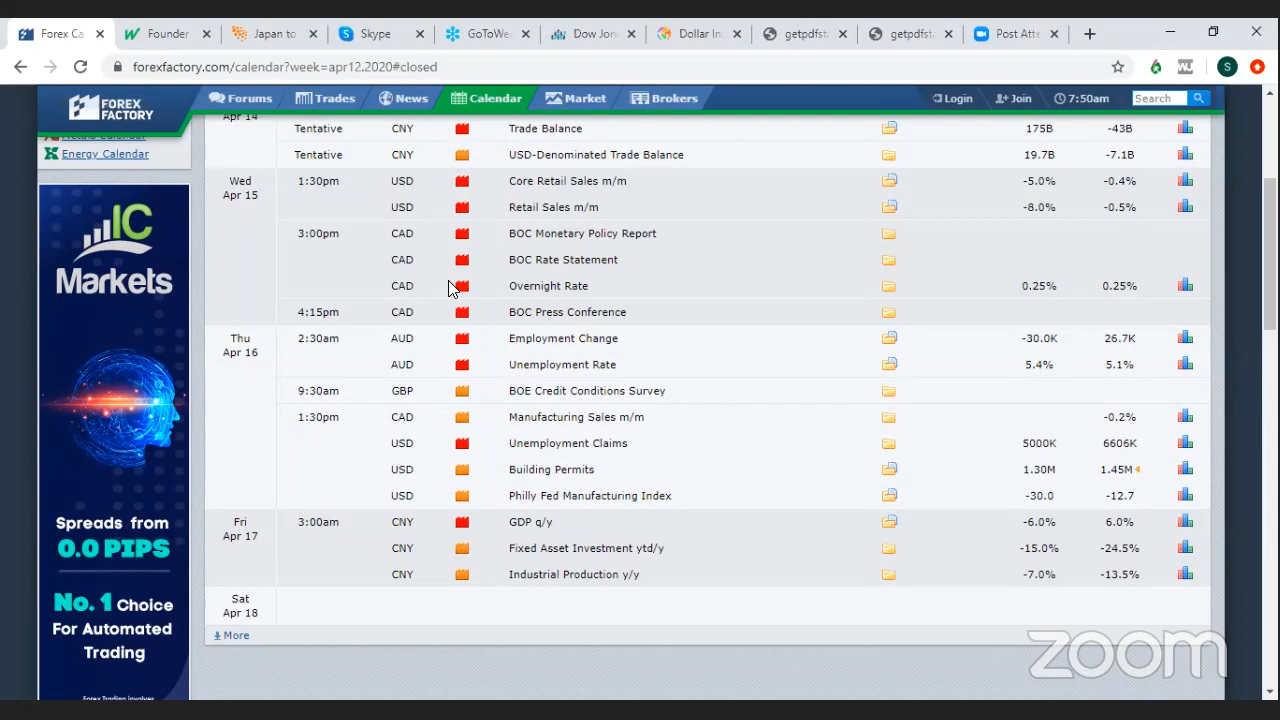 Forex Ca
Founder
Japan to
Skype
GoToWe
Dow Jon
Dollar In
getpdfsta
getpdfsta
Post Atte
forexfactory.com/calendar?week=apr12.2020#closed
FOREX FACTORY
Forums
Trades
News
Calendar
Market
Brokers
Login
Join
7:50am
Search
Metals Calendar
Energy Calendar
IC
Markets
Spreads from
0.0 PIPS
No. 1 Choice
For Automated
Trading
Forex Trading involves
Apr 14
Tentative CNY Trade Balance 175B -43B
Tentative CNY USD-Denominated Trade Balance 19.7B -7.1B
Wed Apr 15 1:30pm USD Core Retail Sales m/m -5.0% -0.4%
USD Retail Sales m/m -8.0% -0.5%
3:00pm CAD BOC Monetary Policy Report
CAD BOC Rate Statement
CAD Overnight Rate 0.25% 0.25%
4:15pm CAD BOC Press Conference
Thu Apr 16 2:30am AUD Employment Change -30.0K 26.7K
AUD Unemployment Rate 5.4% 5.1%
9:30am GBP BOE Credit Conditions Survey
1:30pm CAD Manufacturing Sales m/m -0.2%
USD Unemployment Claims 5000K 6606K
USD Building Permits 1.30M 1.45M
USD Philly Fed Manufacturing Index -30.0 -12.7
Fri Apr 17 3:00am CNY GDP q/y -6.0% 6.0%
CNY Fixed Asset Investment ytd/y -15.0% -24.5%
CNY Industrial Production y/y -7.0% -13.5%
Sat Apr 18
More
zoom